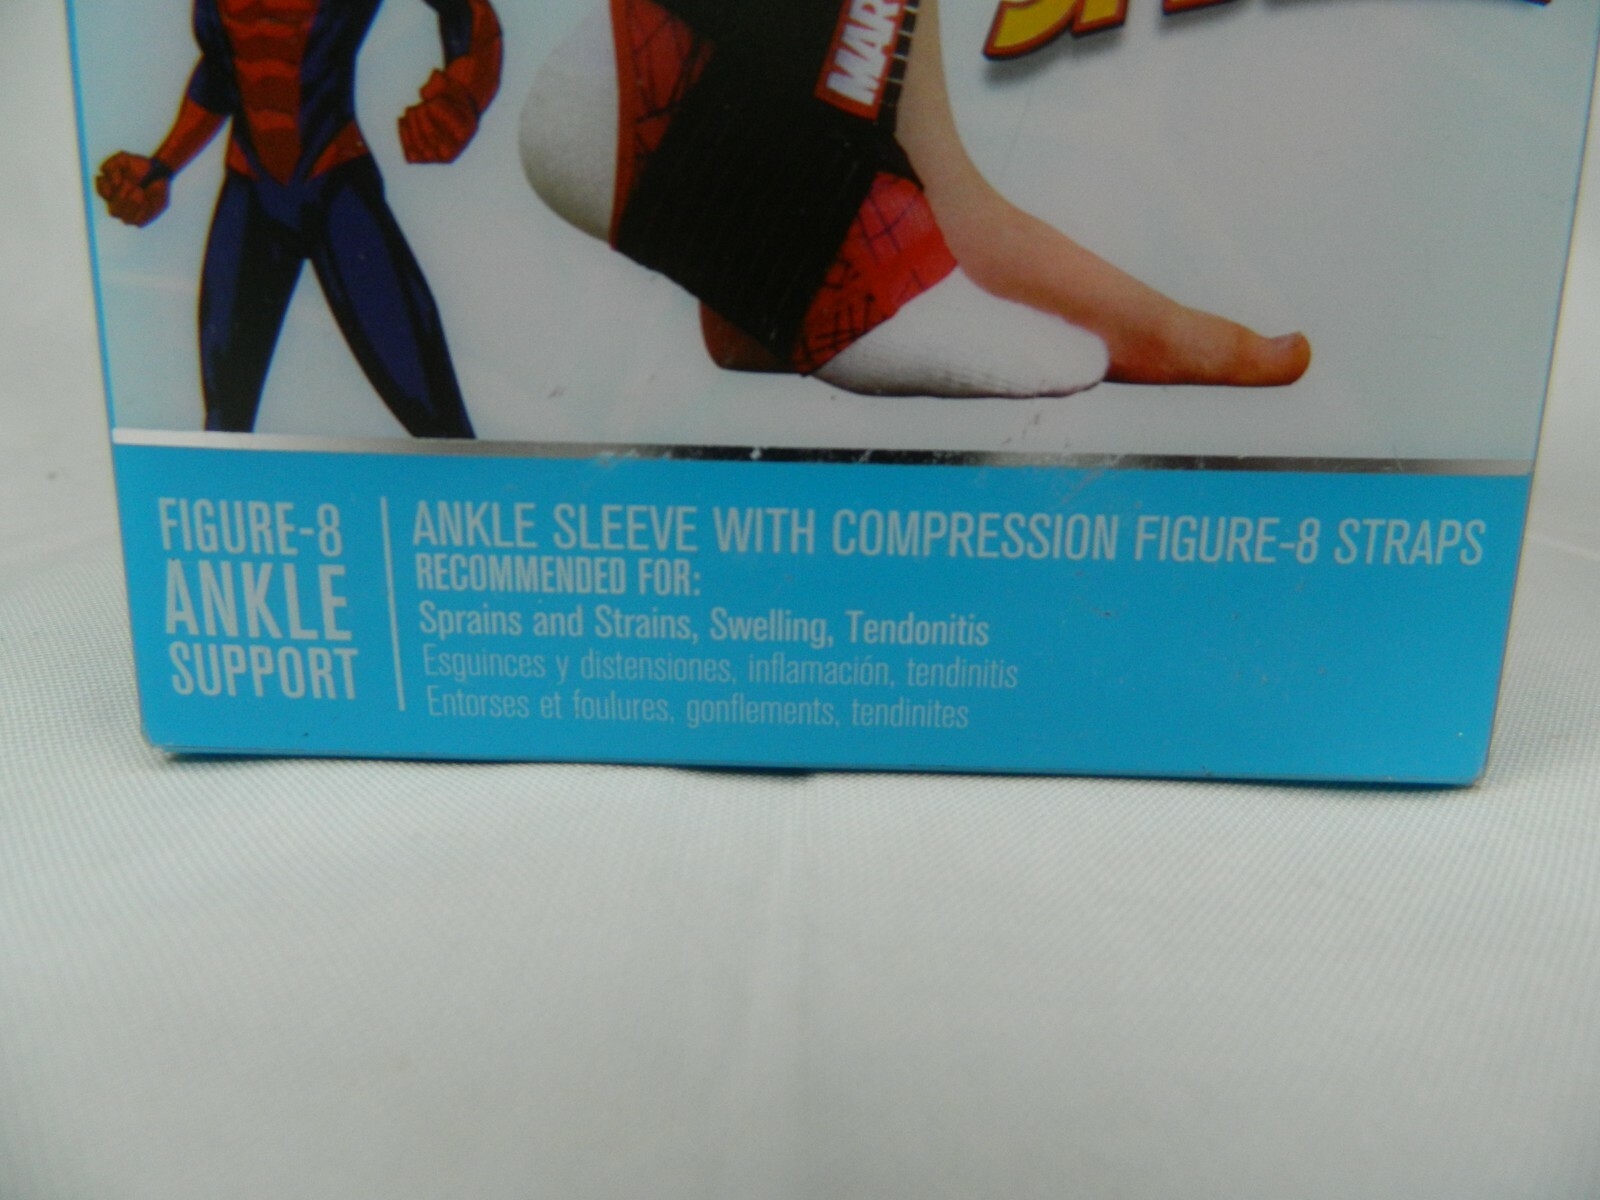 MAR
FIGURE-8
ANKLE
SUPPORT
ANKLE SLEEVE WITH COMPRESSION FIGURE-8 STRAPS
RECOMMENDED FOR:
Sprains and Strains, Swelling, Tendonitis
Esguinces y distensiones, inflamación, tendinitis
Entorses et foulures, gonflements, tendinites